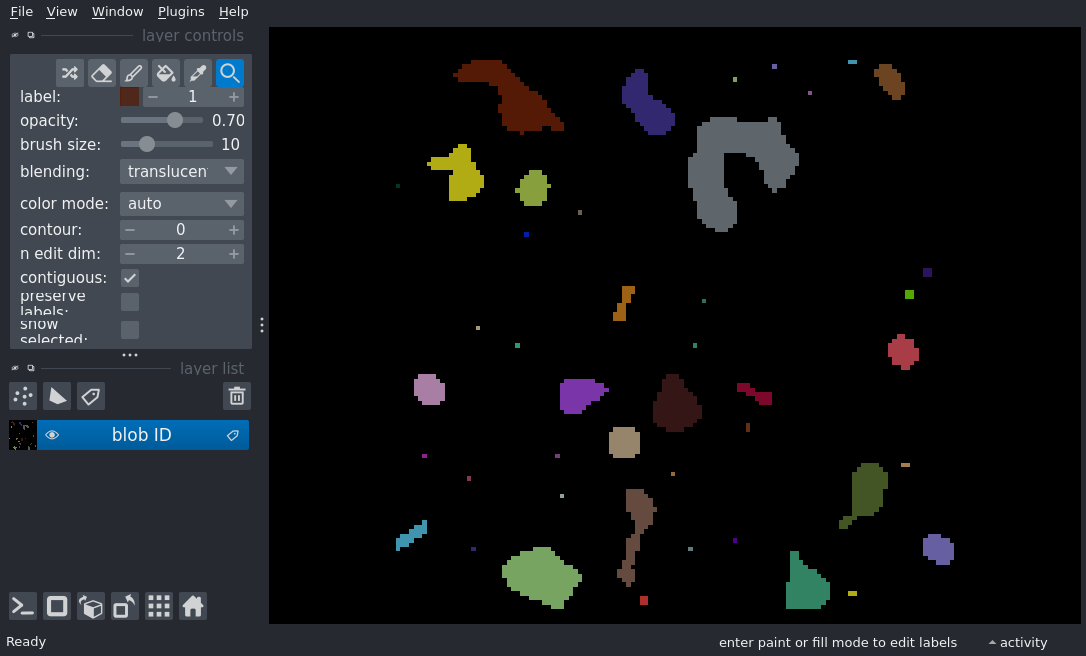 File View Window Plugins Help
layer controls
label: 1
opacity: 0.70
brush size: 10
blending: translucen
color mode: auto
contour: 0
n edit dim: 2
contiguous:
preserve
labels:
show
selected:
layer list
blob ID
Ready enter paint or fill mode to edit labels activity